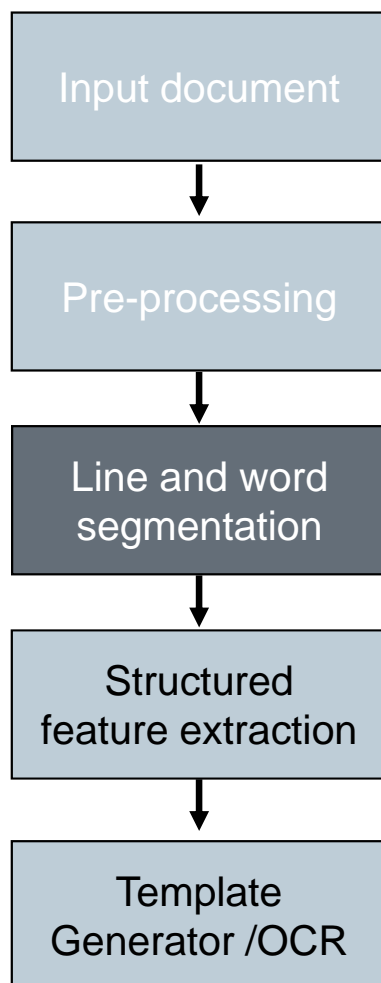 Input document
Pre-processing
Line and word
segmentation
Structured
feature extraction
Template
Generator /OCR